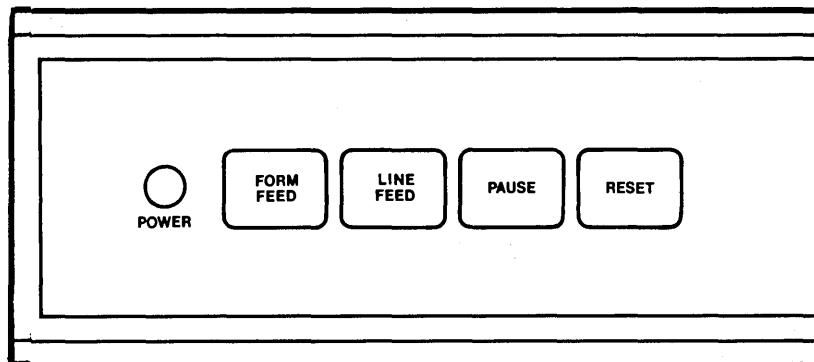 POWER
FORM
FEED
LINE
FEED
PAUSE
RESET